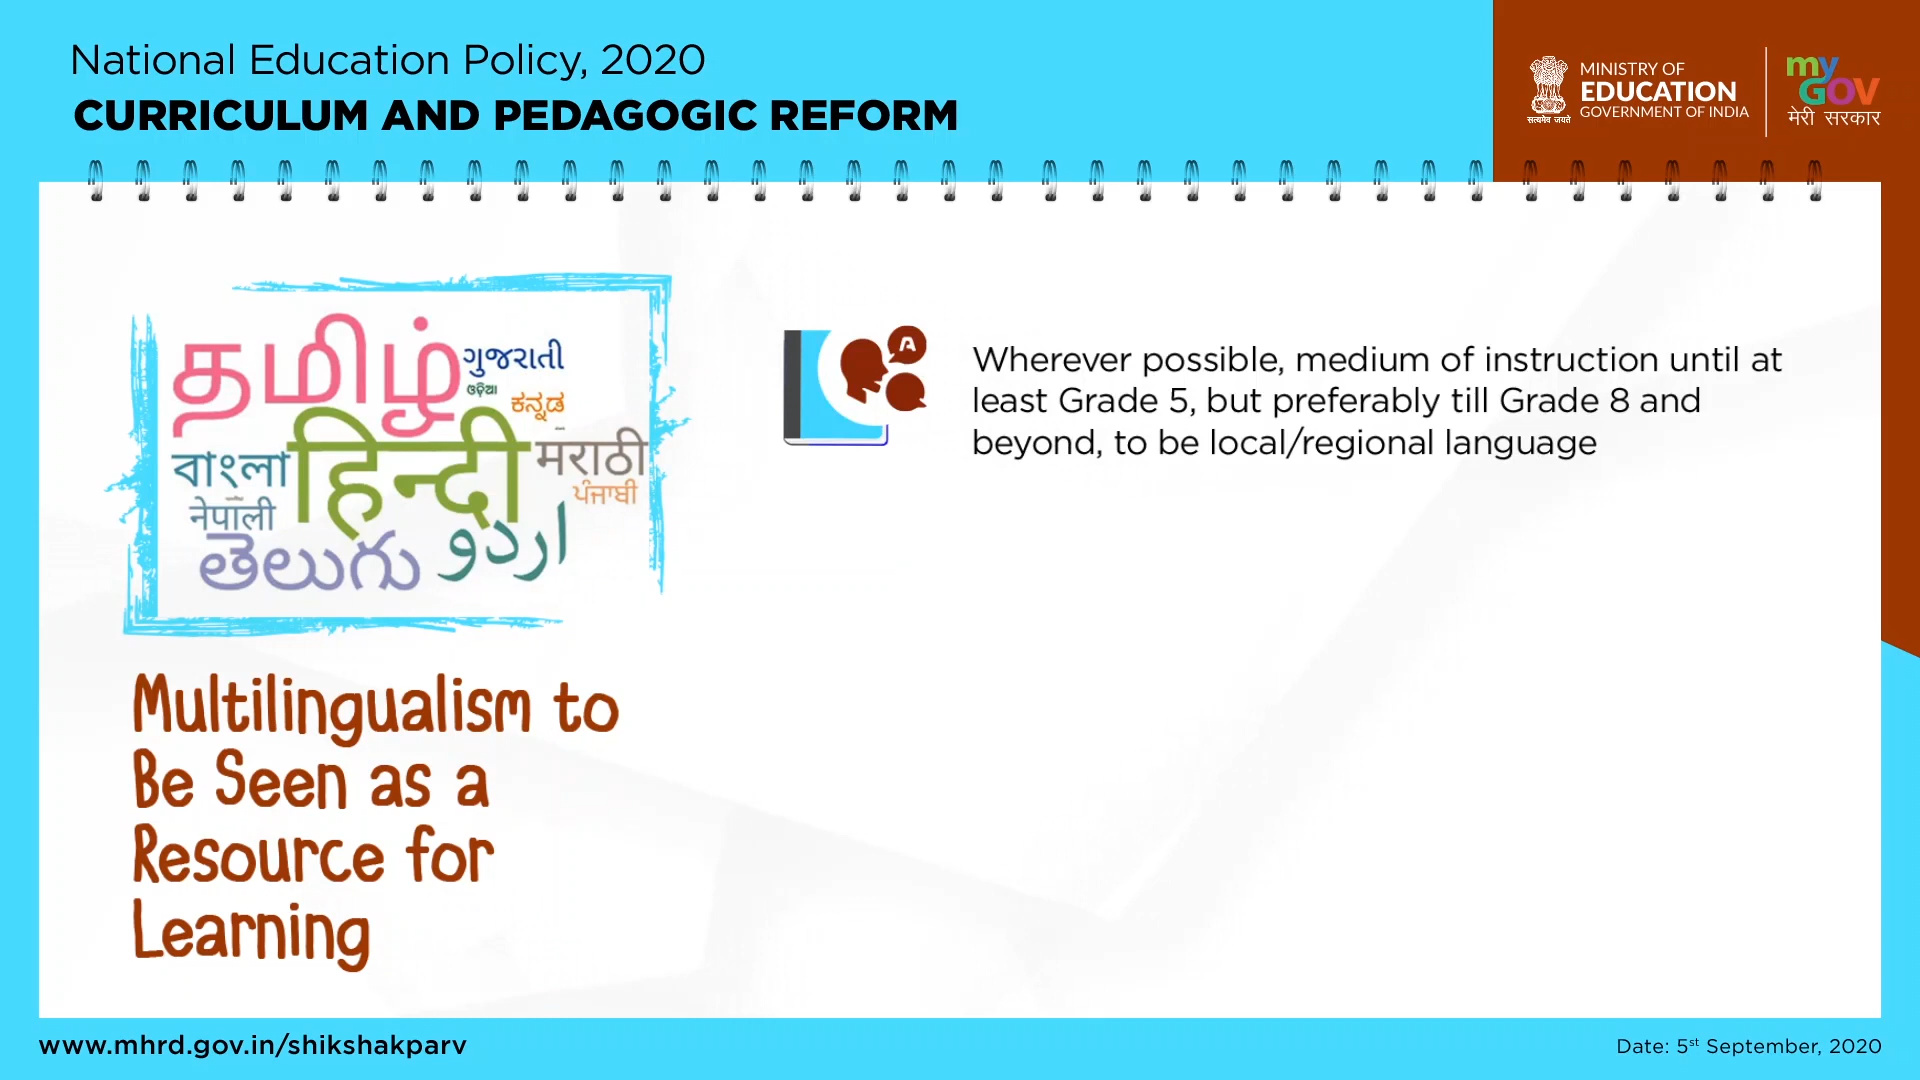 National Education Policy, 2020
CURRICULUM AND PEDAGOGIC REFORM
सत्यमेव जयते
MINISTRY OF
EDUCATION
GOVERNMENT OF INDIA
my
GOV
मेरी सरकार
தமிழ்
ગુજરાતી
ଓଡ଼ିଆ
ಕನ್ನಡ
বাংলা
हिन्दी
मराठी
ਪੰਜਾਬੀ
नेपाली
తెలుగు
اردو
A
Wherever possible, medium of instruction until at
least Grade 5, but preferably till Grade 8 and
beyond, to be local/regional language
Multilingualism to
Be Seen as a
Resource for
Learning
www.mhrd.gov.in/shikshakparv
Date: 5st September, 2020